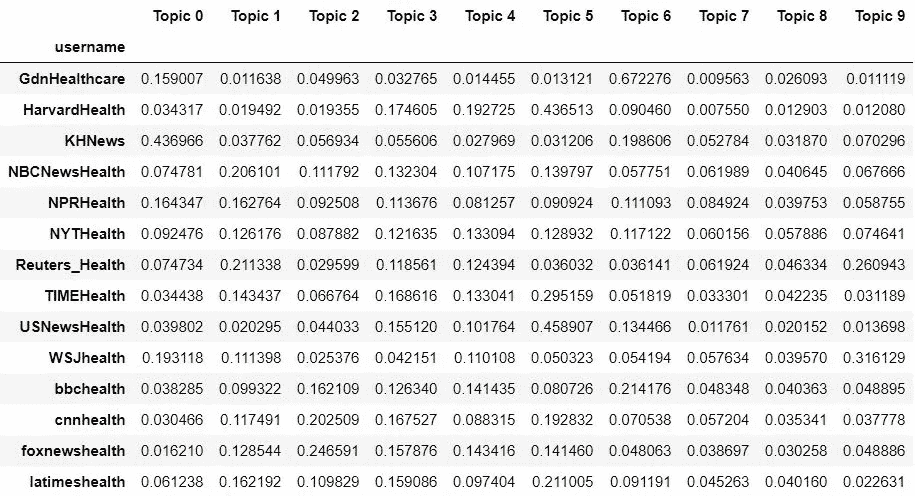 Topic 0 Topic 1 Topic 2 Topic 3 Topic 4 Topic 5 Topic 6 Topic 7 Topic 8 Topic 9
username
GdnHealthcare 0.159007 0.011638 0.049963 0.032765 0.014455 0.013121 0.672276 0.009563 0.026093 0.011119
HarvardHealth 0.034317 0.019492 0.019355 0.174605 0.192725 0.436513 0.090460 0.007550 0.012903 0.012080
KHNews 0.436966 0.037762 0.056934 0.055606 0.027969 0.031206 0.198606 0.052784 0.031870 0.070296
NBCNewsHealth 0.074781 0.206101 0.111792 0.132304 0.107175 0.139797 0.057751 0.061989 0.040645 0.067666
NPRHealth 0.164347 0.162764 0.092508 0.113676 0.081257 0.090924 0.111093 0.084924 0.039753 0.058755
NYTHealth 0.092476 0.126176 0.087882 0.121635 0.133094 0.128932 0.117122 0.060156 0.057886 0.074641
Reuters_Health 0.074734 0.211338 0.029599 0.118561 0.124394 0.036032 0.036141 0.061924 0.046334 0.260943
TIMEHealth 0.034438 0.143437 0.066764 0.168616 0.133041 0.295159 0.051819 0.033301 0.042235 0.031189
USNewsHealth 0.039802 0.020295 0.044033 0.155120 0.101764 0.458907 0.134466 0.011761 0.020152 0.013698
WSJhealth 0.193118 0.111398 0.025376 0.042151 0.110108 0.050323 0.054194 0.057634 0.039570 0.316129
bbchealth 0.038285 0.099322 0.162109 0.126340 0.141435 0.080726 0.214176 0.048348 0.040363 0.048895
cnnhealth 0.030466 0.117491 0.202509 0.167527 0.088315 0.192832 0.070538 0.057204 0.035341 0.037778
foxnewshealth 0.016210 0.128544 0.246591 0.157876 0.143416 0.141460 0.048063 0.038697 0.030258 0.048886
latimeshealth 0.061238 0.162192 0.109829 0.159086 0.097404 0.211005 0.091191 0.045263 0.040160 0.022631